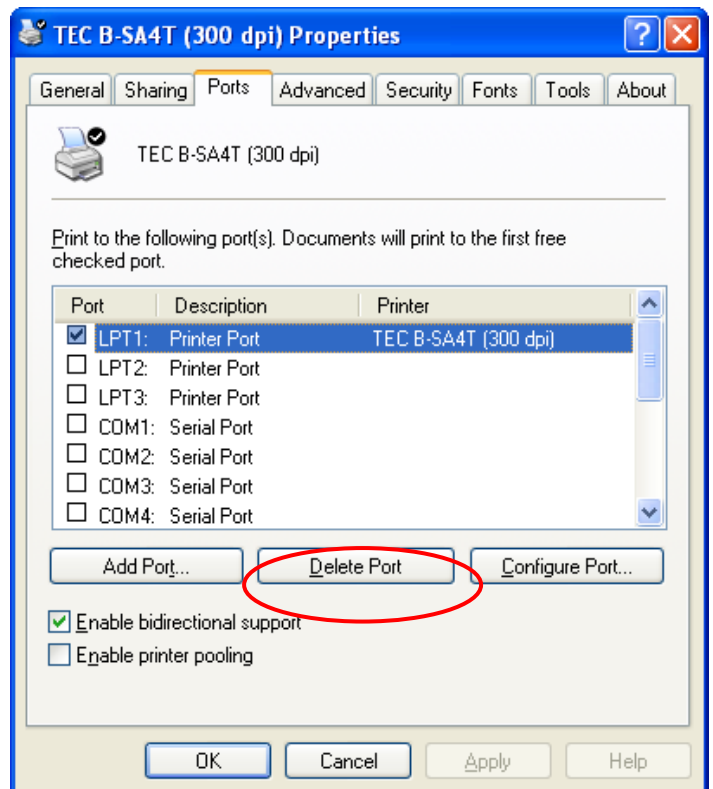 TEC B-SA4T (300 dpi) Properties
General Sharing Ports Advanced Security Fonts Tools About
TEC B-SA4T (300 dpi)
Print to the following port(s). Documents will print to the first free
checked port.
Port Description Printer
LPT1: Printer Port TEC B-SA4T (300 dpi)
LPT2: Printer Port
LPT3: Printer Port
COM1: Serial Port
COM2: Serial Port
COM3: Serial Port
COM4: Serial Port
Add Port... Delete Port Configure Port...
Enable bidirectional support
Enable printer pooling
OK Cancel Apply Help